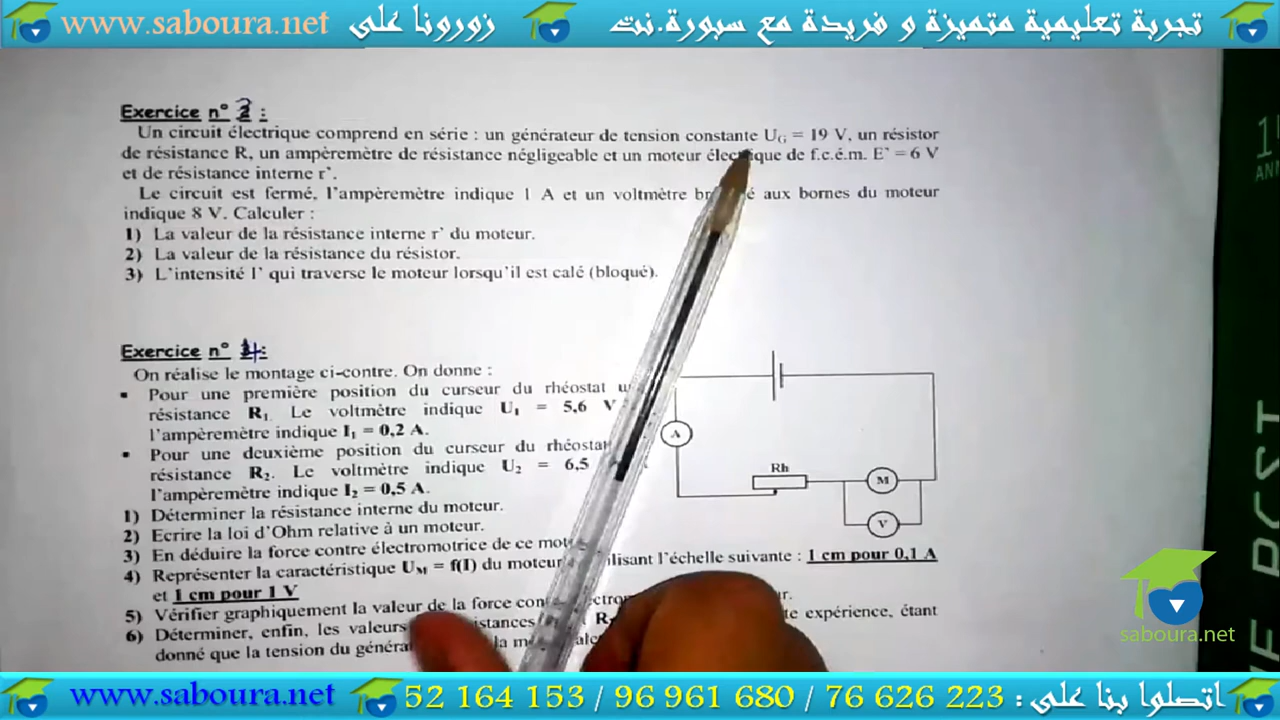 www.saboura.net زورونا على تجربة تعليمية متميزة و فريدة مع سبورة.نت
Exercice n° 3 :
Un circuit électrique comprend en série : un générateur de tension constante UG = 19 V, un résistor
de résistance R, un ampèremètre de résistance négligeable et un moteur électrique de f.c.é.m. E' = 6 V
et de résistance interne r'.
Le circuit est fermé, l'ampèremètre indique 1 A et un voltmètre aux bornes du moteur
indique 8 V. Calculer :
1) La valeur de la résistance interne r' du moteur.
2) La valeur de la résistance du résistor.
3) L'intensité I' qui traverse le moteur lorsqu'il est calé (bloqué).
Exercice n° 4:
On réalise le montage ci-contre. On donne :
▪ Pour une première position du curseur du rhéostat
résistance R1. Le voltmètre indique U1 = 5,6 V
l'ampèremètre indique I1 = 0,2 A.
▪ Pour une deuxième position du curseur du rhéostat
résistance R2. Le voltmètre indique U2 = 6,5
l'ampèremètre indique I2 = 0,5 A.
1) Déterminer la résistance interne du moteur.
2) Ecrire la loi d'Ohm relative à un moteur.
3) En déduire la force contre électromotrice de ce
4) Représenter la caractéristique UM = f(I) du moteur l'échelle suivante : 1 cm pour 0,1 A
et 1 cm pour 1 V
5) Vérifier graphiquement la valeur de la force
6) Déterminer, enfin, les valeurs expérience, étant
donné que la tension du
A
Rh
M
V
saboura.net
www.saboura.net 52 164 153 / 96 961 680 / 76 626 223 اتصلوا بنا على :